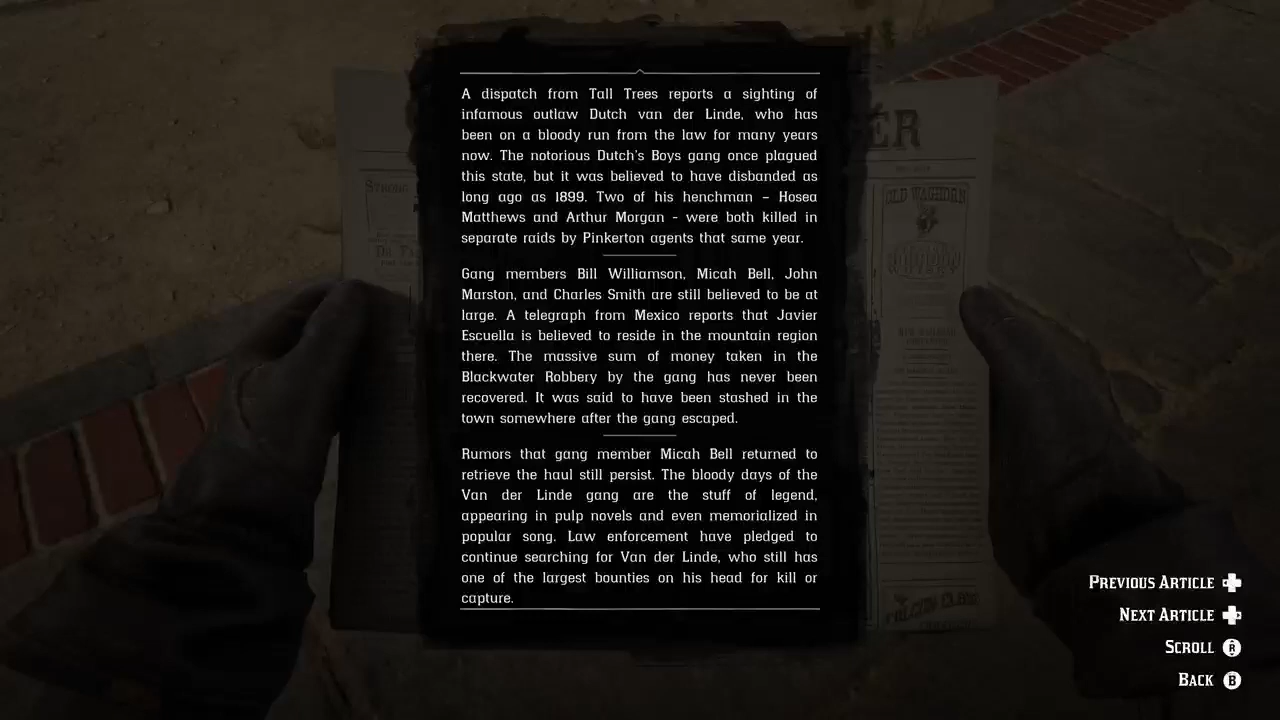 A dispatch from Tall Trees reports a sighting of
infamous outlaw Dutch van der Linde, who has
been on a bloody run from the law for many years
now. The notorious Dutch's Boys gang once plagued
this state, but it was believed to have disbanded as
long ago as 1899. Two of his henchman – Hosea
Matthews and Arthur Morgan - were both killed in
separate raids by Pinkerton agents that same year.
Gang members Bill Williamson, Micah Bell, John
Marston, and Charles Smith are still believed to be at
large. A telegraph from Mexico reports that Javier
Escuella is believed to reside in the mountain region
there. The massive sum of money taken in the
Blackwater Robbery by the gang has never been
recovered. It was said to have been stashed in the
town somewhere after the gang escaped.
Rumors that gang member Micah Bell returned to
retrieve the haul still persist. The bloody days of the
Van der Linde gang are the stuff of legend,
appearing in pulp novels and even memorialized in
popular song. Law enforcement have pledged to
continue searching for Van der Linde, who still has
one of the largest bounties on his head for kill or
capture.
ER
STRONG
OLD WAGHORN
Previous Article
Next Article
Scroll R
Back B